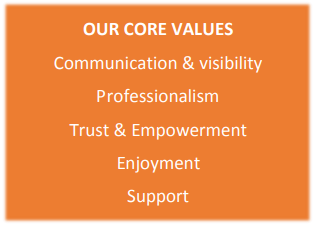 OUR CORE VALUES
Communication & visibility
Professionalism
Trust & Empowerment
Enjoyment
Support